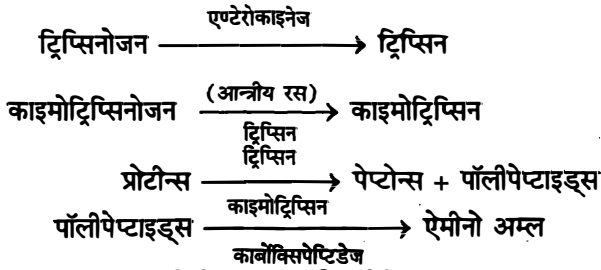 एण्टेरोकाइनेज
ट्रिप्सिनोजन ⟶ ट्रिप्सिन
(आन्त्रीय रस)
काइमोट्रिप्सिनोजन ⟶ काइमोट्रिप्सिन
ट्रिप्सिन
ट्रिप्सिन
प्रोटीन्स ⟶ पेप्टोन्स + पॉलीपेप्टाइड्स
काइमोट्रिप्सिन
पॉलीपेप्टाइड्स ⟶ ऐमीनो अम्ल
कार्बोक्सिपेप्टिडेज